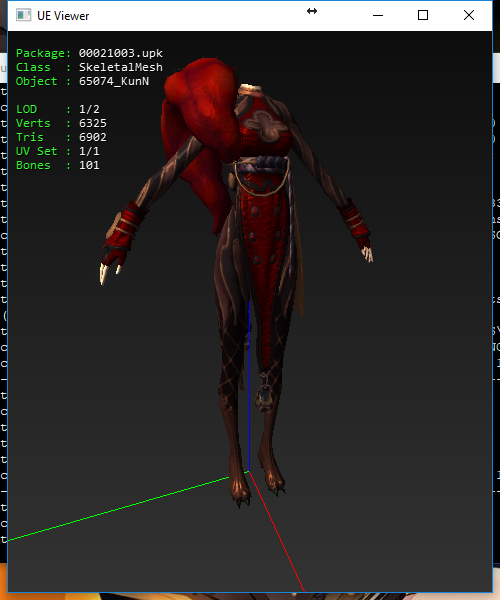 UE Viewer
Package: 00021003.upk
Class : SkeletalMesh
Object : 65074_KunN
LOD : 1/2
Verts : 6325
Tris : 6902
UV Set : 1/1
Bones : 101